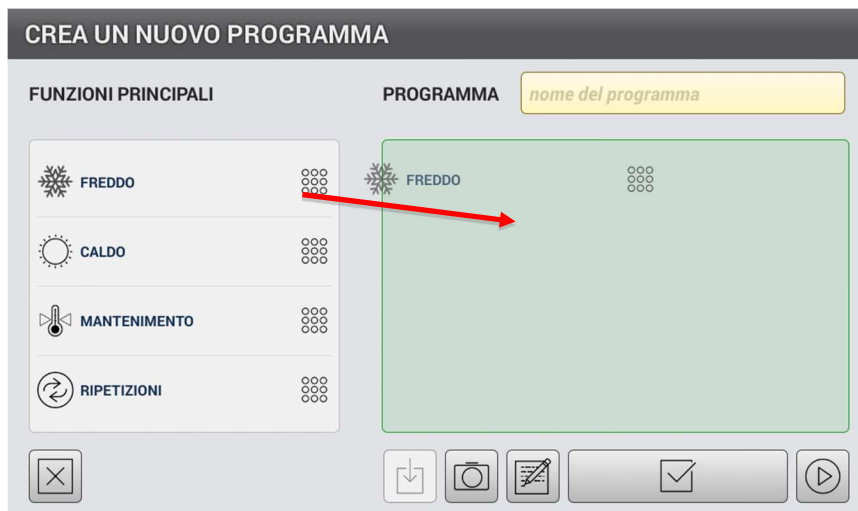 CREA UN NUOVO PROGRAMMA
FUNZIONI PRINCIPALI
PROGRAMMA
nome del programma
FREDDO
FREDDO
CALDO
MANTENIMENTO
RIPETIZIONI